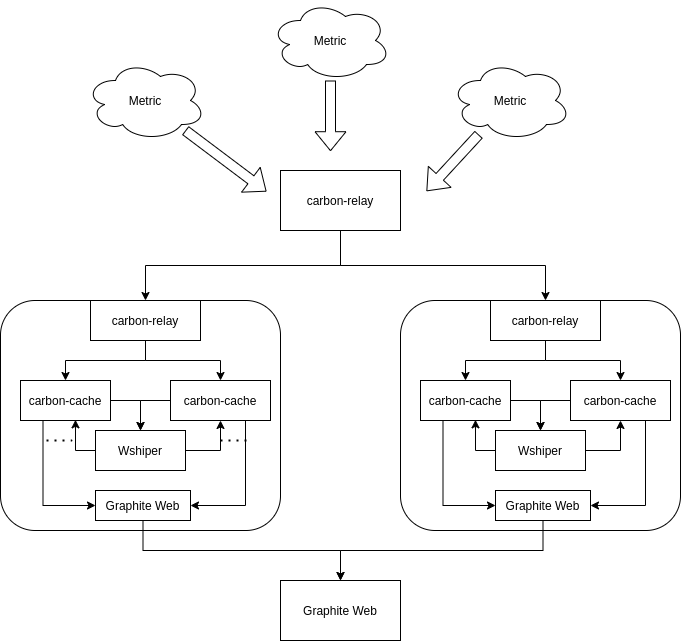 Metric
Metric
Metric
carbon-relay
carbon-relay
carbon-relay
carbon-cache
carbon-cache
carbon-cache
carbon-cache
Wshiper
Wshiper
Graphite Web
Graphite Web
Graphite Web